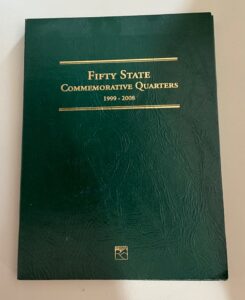 Fifty State
Commemorative Quarters
1999 - 2008